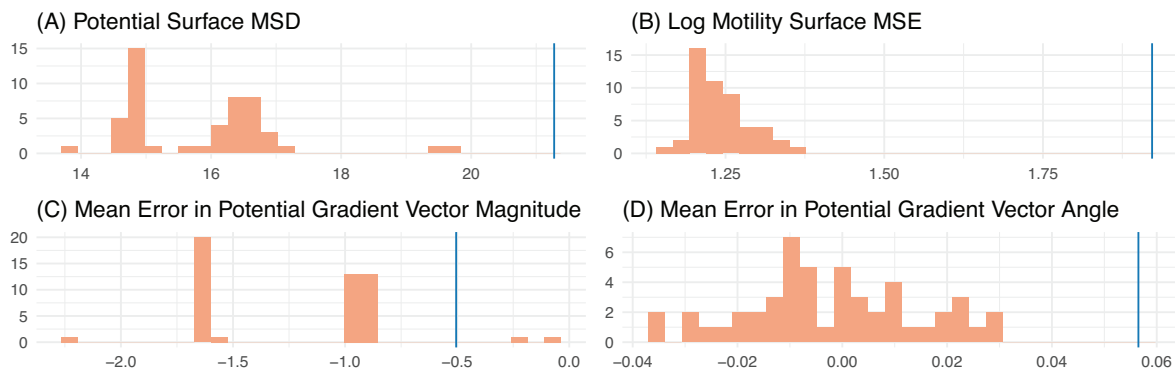 (A) Potential Surface MSD
15
10
5
0
14 16 18 20
(B) Log Motility Surface MSE
15
10
5
0
1.25 1.50 1.75
(C) Mean Error in Potential Gradient Vector Magnitude
20
15
10
5
0
−2.0 −1.5 −1.0 −0.5 0.0
(D) Mean Error in Potential Gradient Vector Angle
6
4
2
0
−0.04 −0.02 0.00 0.02 0.04 0.06